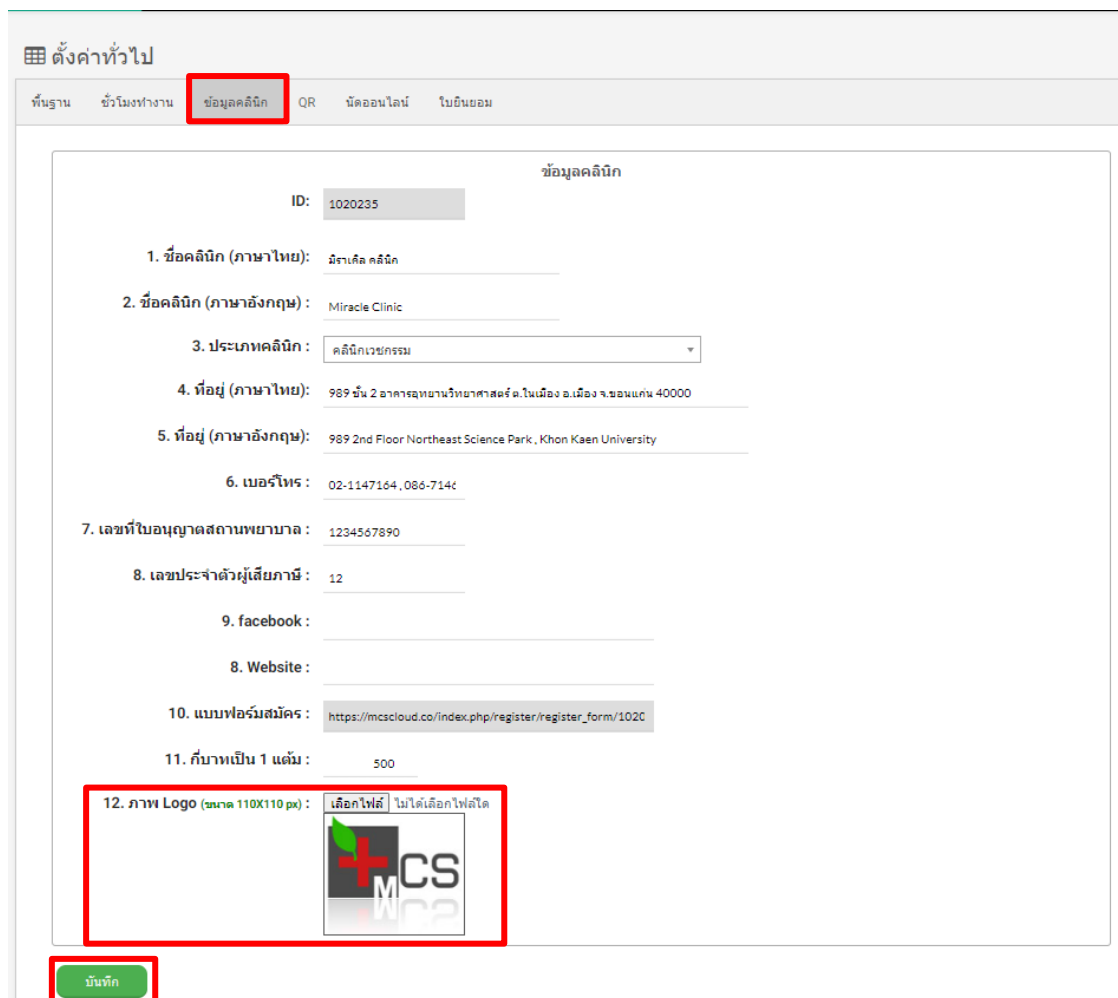 ตั้งค่าทั่วไป
พื้นฐาน ชั่วโมงทำงาน ข้อมูลคลินิก QR นัดออนไลน์ ใบยินยอม
ข้อมูลคลินิก
ID: 1020235
1. ชื่อคลินิก (ภาษาไทย): มิราเคิล คลินิก
2. ชื่อคลินิก (ภาษาอังกฤษ) : Miracle Clinic
3. ประเภทคลินิก : คลินิกเวชกรรม
4. ที่อยู่ (ภาษาไทย): 989 ชั้น 2 อาคารอุทยานวิทยาศาสตร์ ต.ในเมือง อ.เมือง จ.ขอนแก่น 40000
5. ที่อยู่ (ภาษาอังกฤษ): 989 2nd Floor Northeast Science Park , Khon Kaen University
6. เบอร์โทร : 02-1147164 , 086-7146
7. เลขที่ใบอนุญาตสถานพยาบาล : 1234567890
8. เลขประจำตัวผู้เสียภาษี : 12
9. facebook :
8. Website :
10. แบบฟอร์มสมัคร : https://mcscloud.co/index.php/register/register_form/1020
11. กี่บาทเป็น 1 แต้ม : 500
12. ภาพ Logo (ขนาด 110X110 px) : เลือกไฟล์ ไม่ได้เลือกไฟล์ใด
MCS
บันทึก